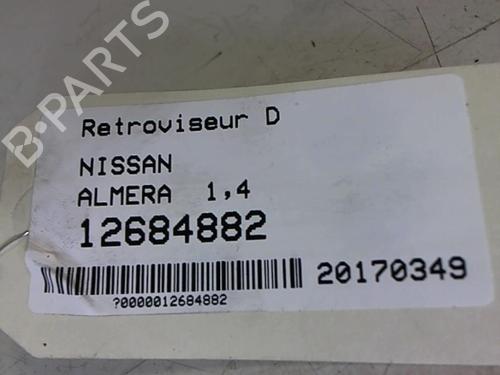 B-PARTS
Retroviseur D
NISSAN
ALMERA 1,4
12684882
20170349
?0000012684882